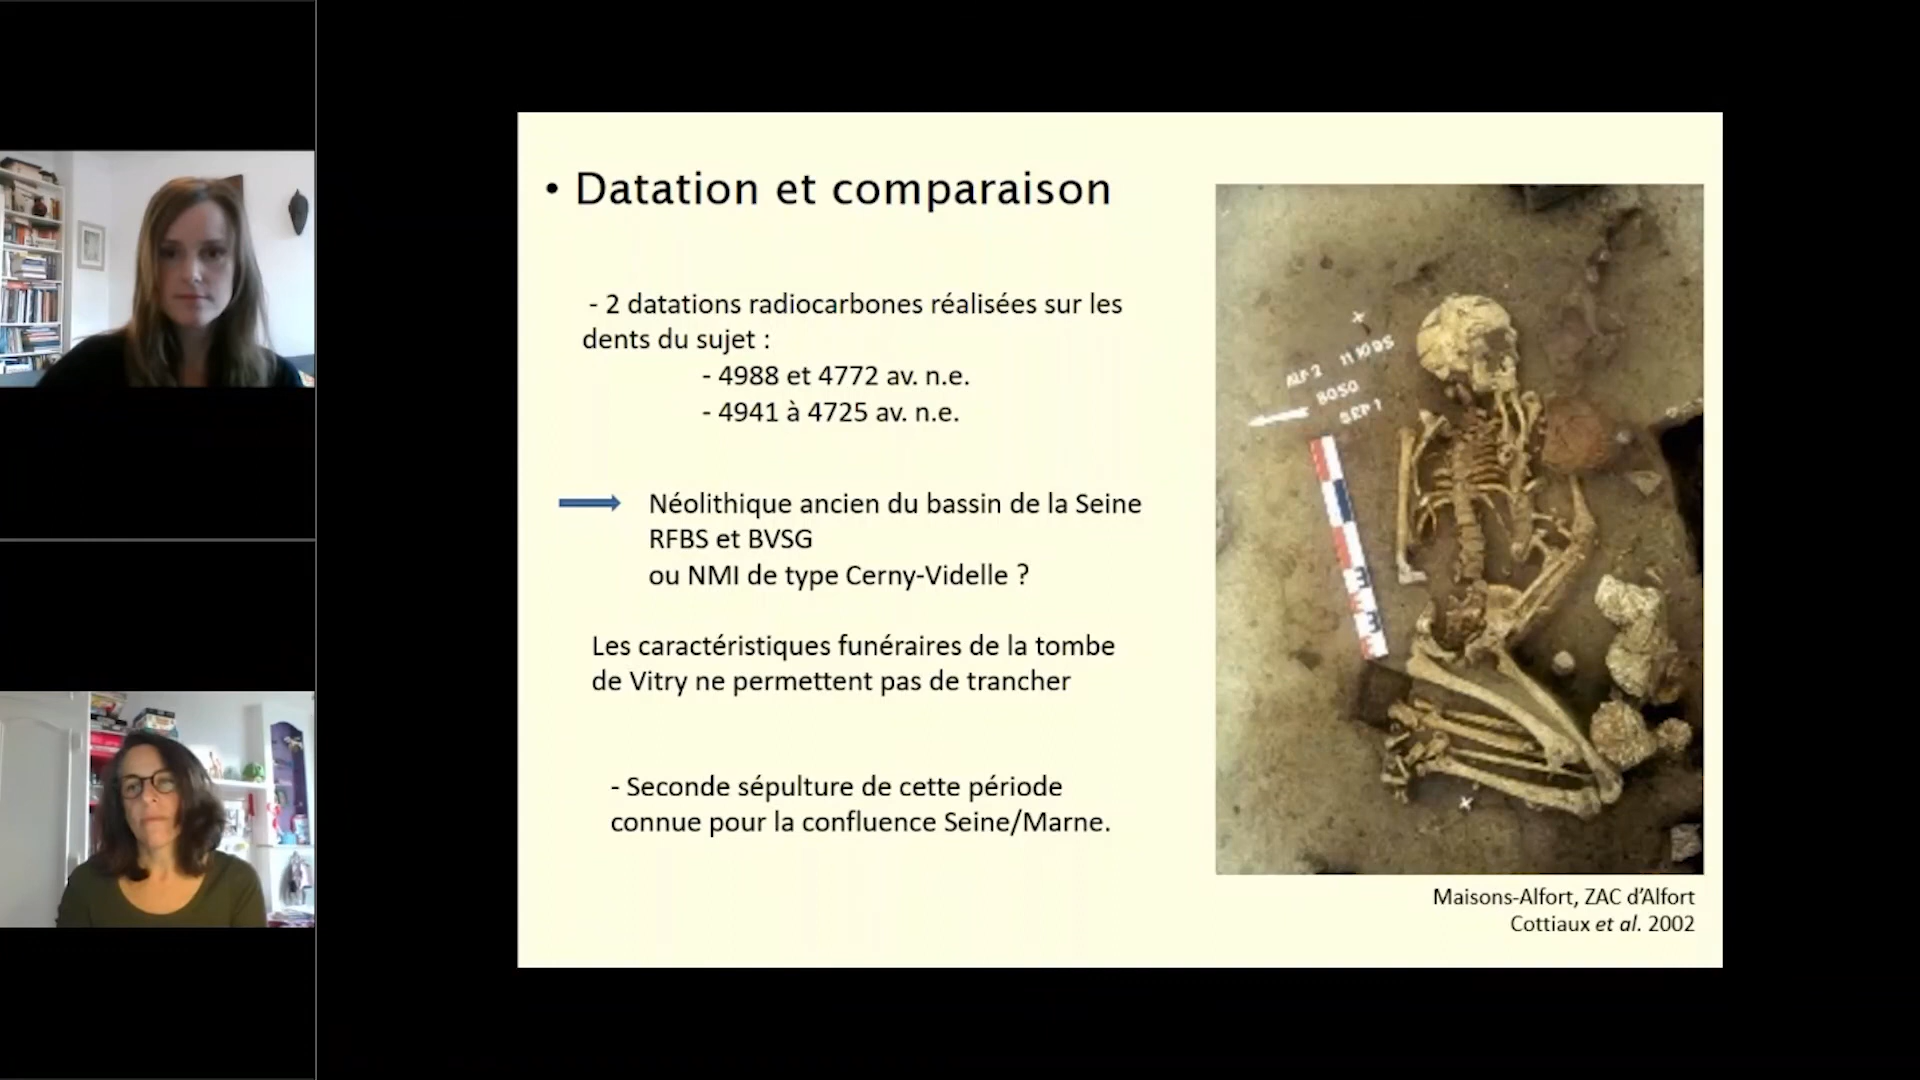 • Datation et comparaison
- 2 datations radiocarbones réalisées sur les
dents du sujet :
- 4988 et 4772 av. n.e.
- 4941 à 4725 av. n.e.
Néolithique ancien du bassin de la Seine
RFBS et BVSG
ou NMI de type Cerny-Videlle ?
Les caractéristiques funéraires de la tombe
de Vitry ne permettent pas de trancher
- Seconde sépulture de cette période
connue pour la confluence Seine/Marne.
8050
SEP 1
Maisons-Alfort, ZAC d'Alfort
Cottiaux et al. 2002